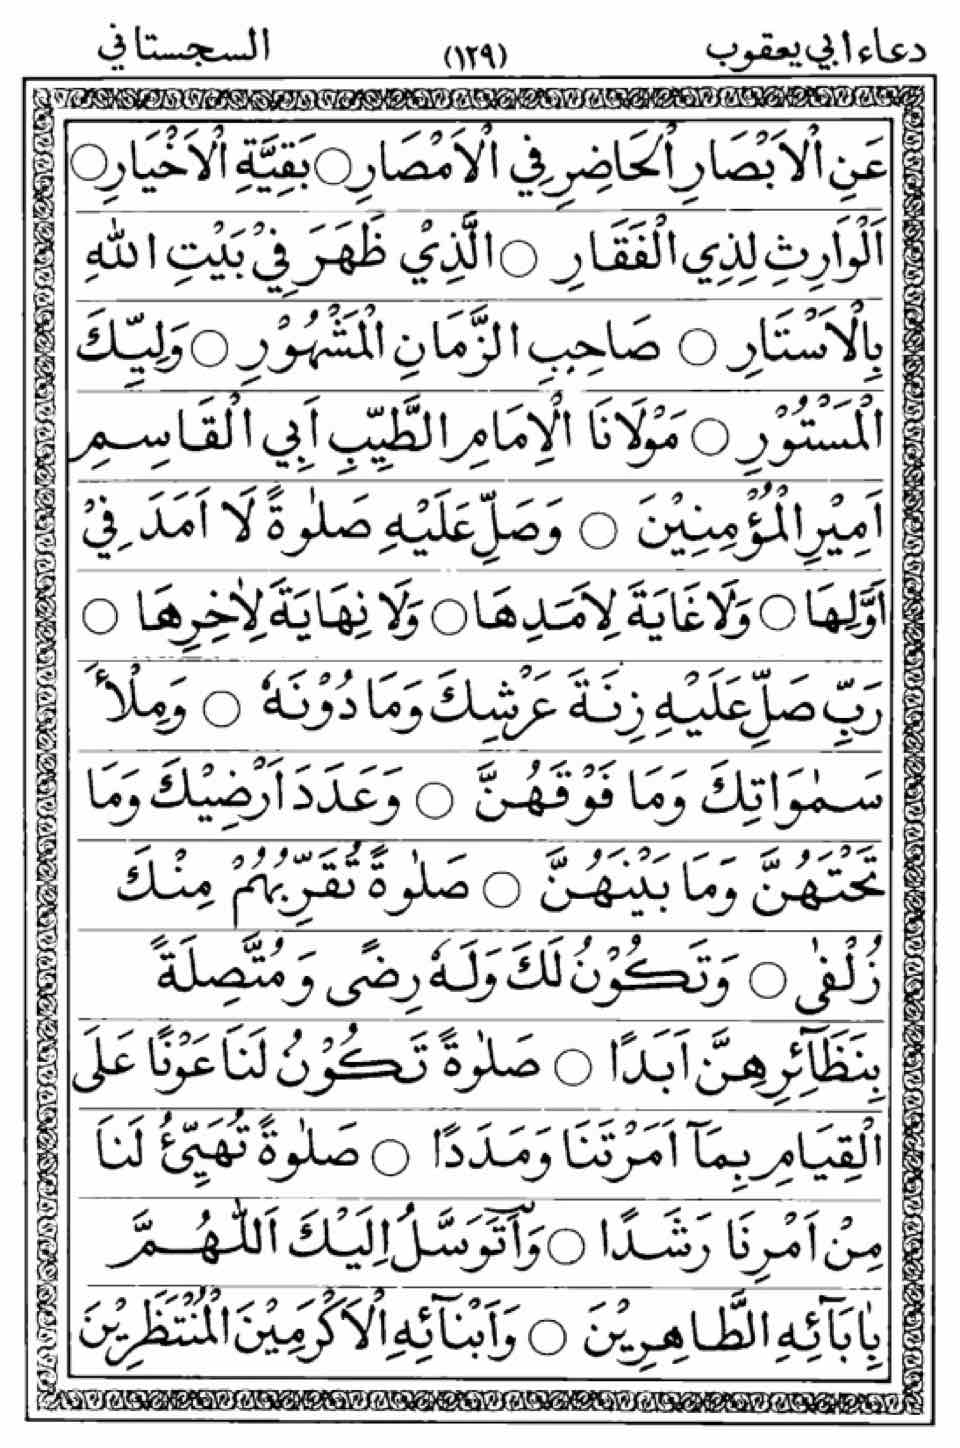 دعاء ابي يعقوب (١٢٩) السجستاني
عَنِ الْاَبْصَارِ الْحَاضِرِ فِي الْاَمْصَارِ ○ بَقِيَّةِ الْاَخْيَارِ ○
اَلْوَارِثِ لِذِي الْفَقَارِ ○ الَّذِيْ ظَهَرَ فِيْ بَيْتِ اللهِ
بِالْاَسْتَارِ ○ صَاحِبِ الزَّمَانِ الْمَشْهُوْرِ ○ وَلِيِّكَ
الْمَسْتُوْرِ ○ مَوْلَانَا الْاِمَامِ الطَّيِّبِ اَبِي الْقَاسِمِ
اَمِيْرِ الْمُؤْمِنِيْنَ ○ وَصَلِّ عَلَيْهِ صَلٰوةً لَا اَمَدَ فِيْ
اَوَّلِهَا ○ وَلَا غَايَةَ لِاَمَدِهَا ○ وَلَا نِهَايَةَ لِاٰخِرِهَا ○
رَبِّ صَلِّ عَلَيْهِ زِنَةَ عَرْشِكَ وَمَا دُوْنَهٗ ○ وَمِلْأَ
سَمٰوَاتِكَ وَمَا فَوْقَهُنَّ ○ وَعَدَدَ اَرْضِيْكَ وَمَا
تَحْتَهُنَّ وَمَا بَيْنَهُنَّ ○ صَلٰوةً تُقَرِّبُهُمْ مِنْكَ
زُلْفٰى ○ وَتَكُوْنُ لَكَ وَلَهٗ رِضًى وَمُتَّصِلَةً
بِنَظَآئِرِهِنَّ اَبَدًا ○ صَلٰوةً تَكُوْنُ لَنَا عَوْنًا عَلَى
الْقِيَامِ بِمَآ اَمَرْتَنَا وَمَدَدًا ○ صَلٰوةً تُهَيِّئُ لَنَا
مِنْ اَمْرِنَا رَشَدًا ○ وَاَتَوَسَّلُ اِلَيْكَ اَللّٰهُمَّ
بِاٰبَآئِهِ الطَّاهِرِيْنَ ○ وَاَبْنَآئِهِ الْاَكْرَمِيْنَ الْمُنْتَظَرِيْنَ